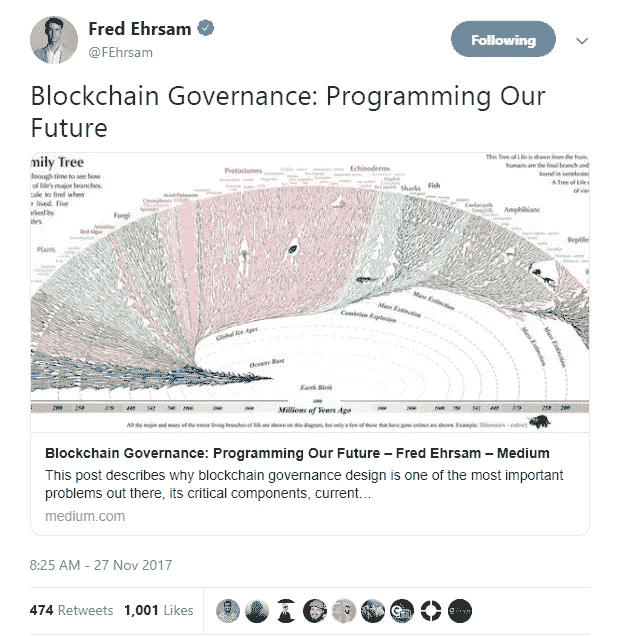 Fred Ehrsam
@FEhrsam
Following
Blockchain Governance: Programming Our
Future
mily Tree
This Tree of Life is drawn from the hum
hrough time to see how
humans are the final branch and
of life's major branches.
found in vertebrate
cale to find when
A Tree of Life
r lived. Five
of vie
rked by
ife's
Protostomes
Echinoderms
Sharks
Fish
Coelacanth
Amphibians
Reptile
Fungi
Red Algae
Plants
Mass Extinction
Mass Extinction
Cambrian Explosion
Global Ice Ages
Oceans Rust
Mass Extinction
Mass Extinction
Earth Birth
Millions of Years Ago
All the major and many of the minor living branches of life are shown on this diagram, but only a few of those that have gone extinct are shown. Example: Dinosaurs - extinct
Blockchain Governance: Programming Our Future – Fred Ehrsam – Medium
This post describes why blockchain governance design is one of the most important
problems out there, its critical components, current…
medium.com
8:25 AM - 27 Nov 2017
474 Retweets 1,001 Likes